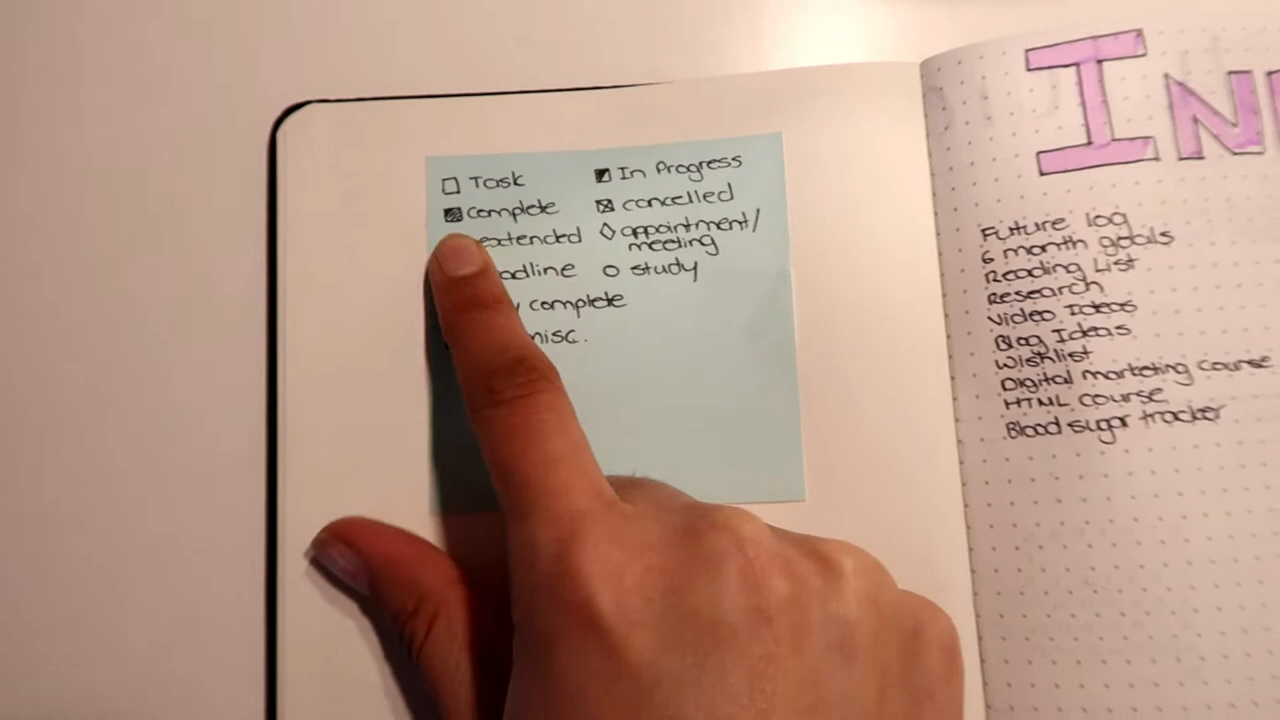 Task
Complete
extended
complete
misc.
In Progress
cancelled
appointment/
meeting
study
Future log
6 month goals
Reading List
Research
Video Ideas
Blog Ideas
Wishlist
Digital marketing course
HTML course
Blood sugar tracker